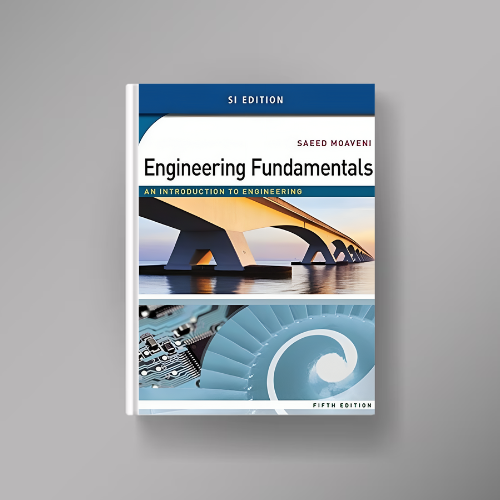 SI EDITION
SAEED MOAVENI
Engineering Fundamentals
AN INTRODUCTION TO ENGINEERING
FIFTH EDITION